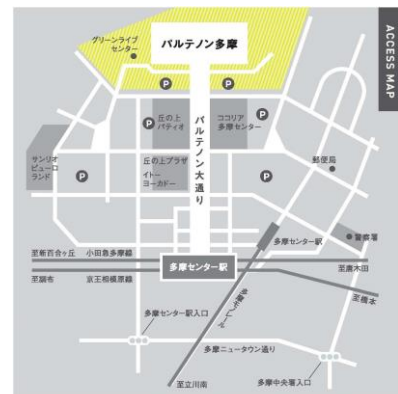 ACCESS MAP
グリーンライブ
センター
パルテノン多摩
P
P
P
P
丘の上
パティオ
ココリア
多摩センター
パルテノン大通り
サンリオ
ピューロ
ランド
P
丘の上プラザ
イトー
ヨーカドー
P
郵便局
多摩センター駅
警察署
至新百合ヶ丘 小田急多摩線
多摩センター駅
至唐木田
至調布 京王相模原線
至橋本
多摩モノレール
多摩センター駅入口
多摩ニュータウン通り
至立川南
多摩中央署入口